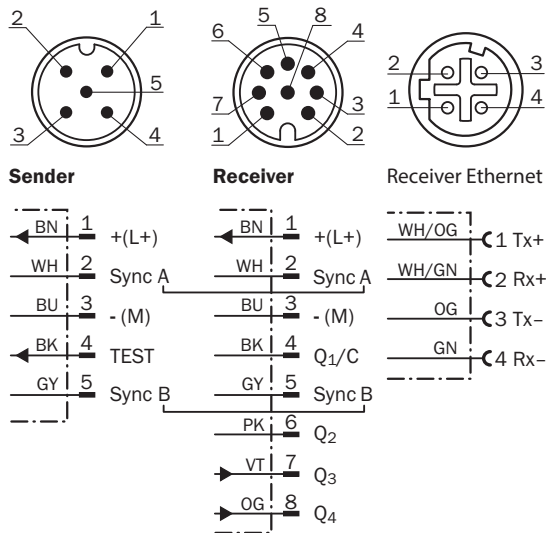 2 1
5
3 4
5 8
6 4
7 3
1 2
2 3
1 4
Sender
BN 1 +(L+)
WH 2 Sync A
BU 3 - (M)
BK 4 TEST
GY 5 Sync B
Receiver
BN 1 +(L+)
WH 2 Sync A
BU 3 - (M)
BK 4 Q1/C
GY 5 Sync B
PK 6 Q2
VT 7 Q3
OG 8 Q4
Receiver Ethernet
WH/OG 1 Tx+
WH/GN 2 Rx+
OG 3 Tx–
GN 4 Rx–